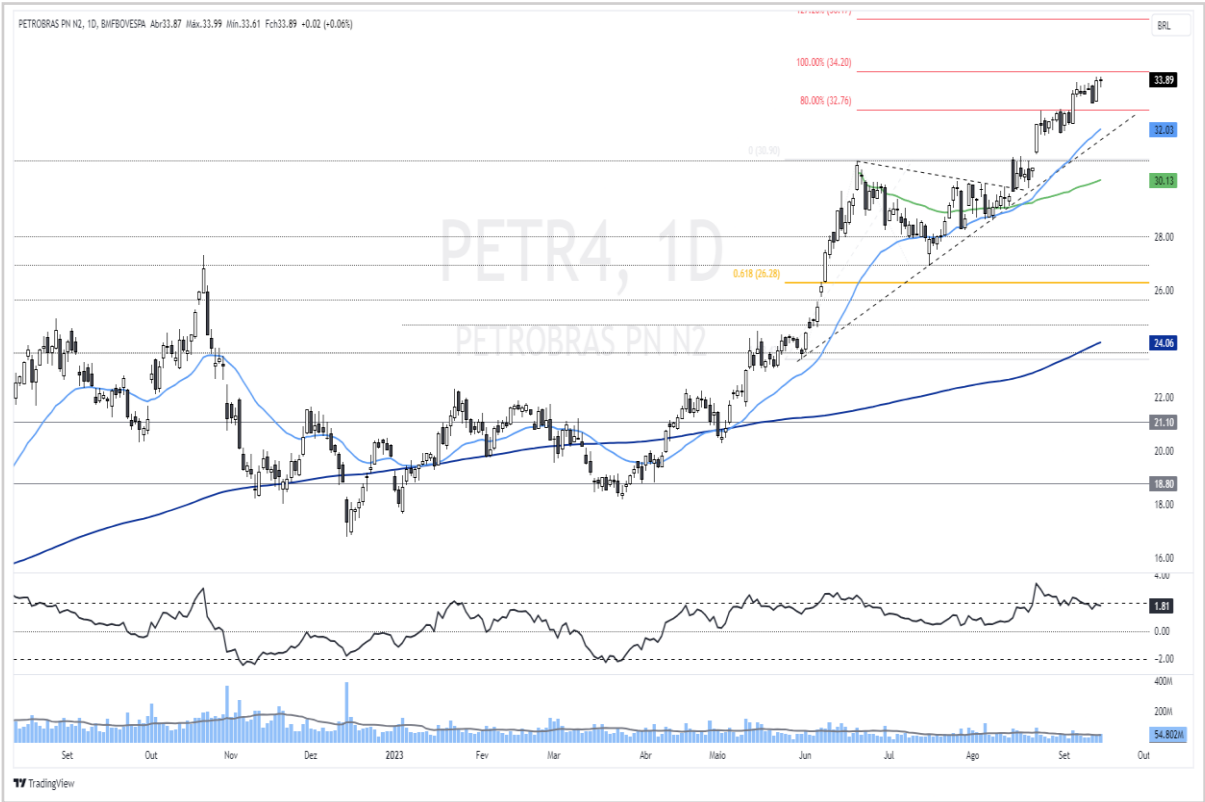 PETROBRAS PN N2, 1D, BMFBOVESPA Abr33.87 Máx.33.99 Mín.33.61 Fch33.89 +0.02 (+0.06%)
BRL
100.00% (34.20)
33.89
80.00% (32.76)
32.03
0 (30.90)
30.13
PETR4, 1D
28.00
0.618 (26.28)
26.00
PETROBRAS PN N2
24.06
22.00
21.10
20.00
18.80
18.00
16.00
4.00
1.81
0.00
-2.00
400M
200M
54.802M
Set Out Nov Dez 2023 Fev Mar Abr Maio Jun Jul Ago Set Out
TradingView